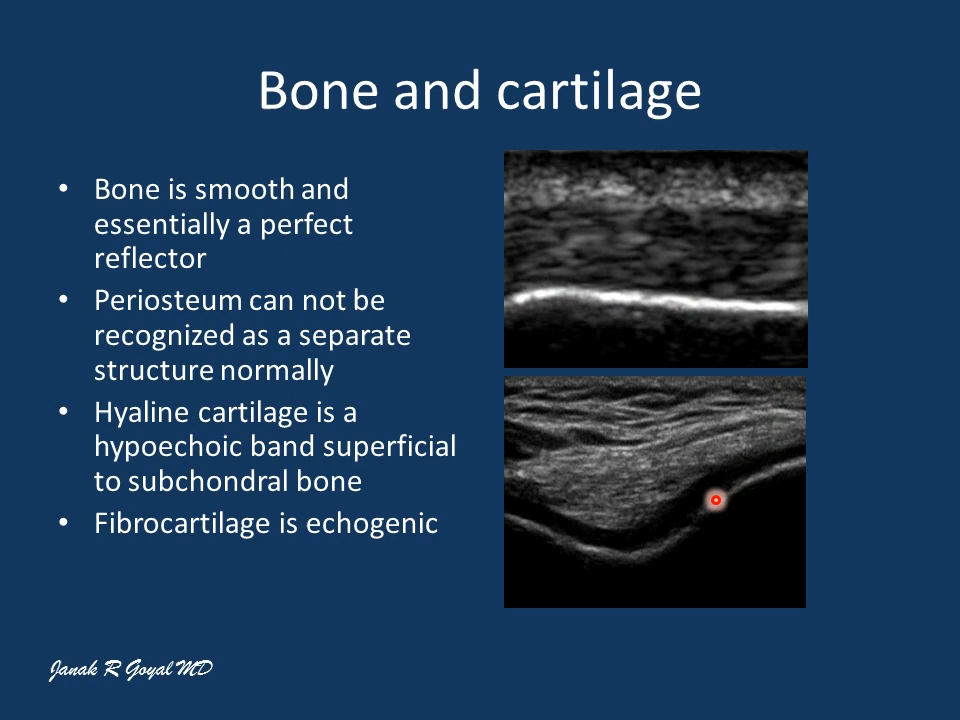 Bone and cartilage
• Bone is smooth and
essentially a perfect
reflector
• Periosteum can not be
recognized as a separate
structure normally
• Hyaline cartilage is a
hypoechoic band superficial
to subchondral bone
• Fibrocartilage is echogenic
Janak R Goyal MD